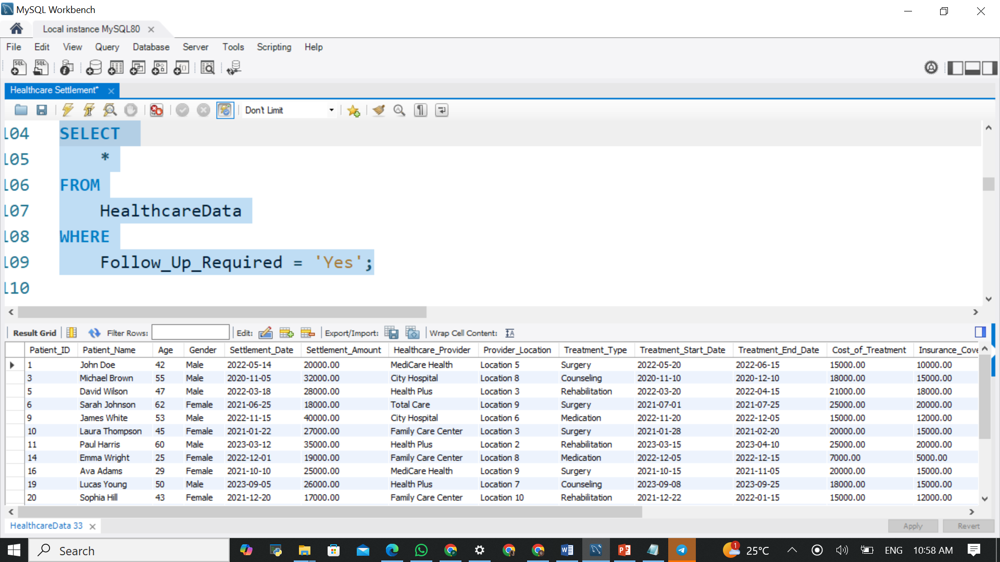 MySQL Workbench
Local instance MySQL80
File Edit View Query Database Server Tools Scripting Help
Healthcare Settlement*
Don't Limit
104 SELECT
105 *
106 FROM
107 HealthcareData
108 WHERE
109 Follow_Up_Required = 'Yes';
110
Result Grid Filter Rows: Edit: Export/Import: Wrap Cell Content:
Patient_ID Patient_Name Age Gender Settlement_Date Settlement_Amount Healthcare_Provider Provider_Location Treatment_Type Treatment_Start_Date Treatment_End_Date Cost_of_Treatment Insurance_Cove
1 John Doe 42 Male 2022-05-14 20000.00 MediCare Health Location 5 Surgery 2022-05-20 2022-06-15 15000.00 10000.00
3 Michael Brown 55 Male 2020-11-05 32000.00 City Hospital Location 8 Counseling 2020-11-10 2020-12-10 18000.00 15000.00
5 David Wilson 47 Male 2022-03-18 28000.00 Health Plus Location 3 Rehabilitation 2022-03-20 2022-04-15 21000.00 18000.00
6 Sarah Johnson 62 Female 2021-06-25 18000.00 Total Care Location 9 Surgery 2021-07-01 2021-07-25 25000.00 20000.00
9 James White 53 Male 2022-11-15 40000.00 City Hospital Location 6 Medication 2022-11-20 2022-12-05 15000.00 12000.00
10 Laura Thompson 45 Female 2021-01-22 27000.00 Family Care Center Location 3 Surgery 2021-01-28 2021-02-20 20000.00 15000.00
11 Paul Harris 60 Male 2023-03-12 35000.00 Health Plus Location 2 Rehabilitation 2023-03-15 2023-04-10 25000.00 20000.00
14 Emma Wright 25 Female 2022-12-01 19000.00 Family Care Center Location 8 Medication 2022-12-05 2022-12-15 7000.00 5000.00
16 Ava Adams 29 Female 2021-10-10 25000.00 MediCare Health Location 9 Surgery 2021-10-15 2021-11-05 20000.00 15000.00
19 Lucas Young 50 Male 2023-09-05 26000.00 Health Plus Location 7 Counseling 2023-09-08 2023-09-25 18000.00 15000.00
20 Sophia Hill 43 Female 2021-12-20 17000.00 Family Care Center Location 10 Rehabilitation 2021-12-22 2022-01-15 15000.00 12000.00
HealthcareData 33
Apply Revert
Search 1 25°C ENG 10:58 AM